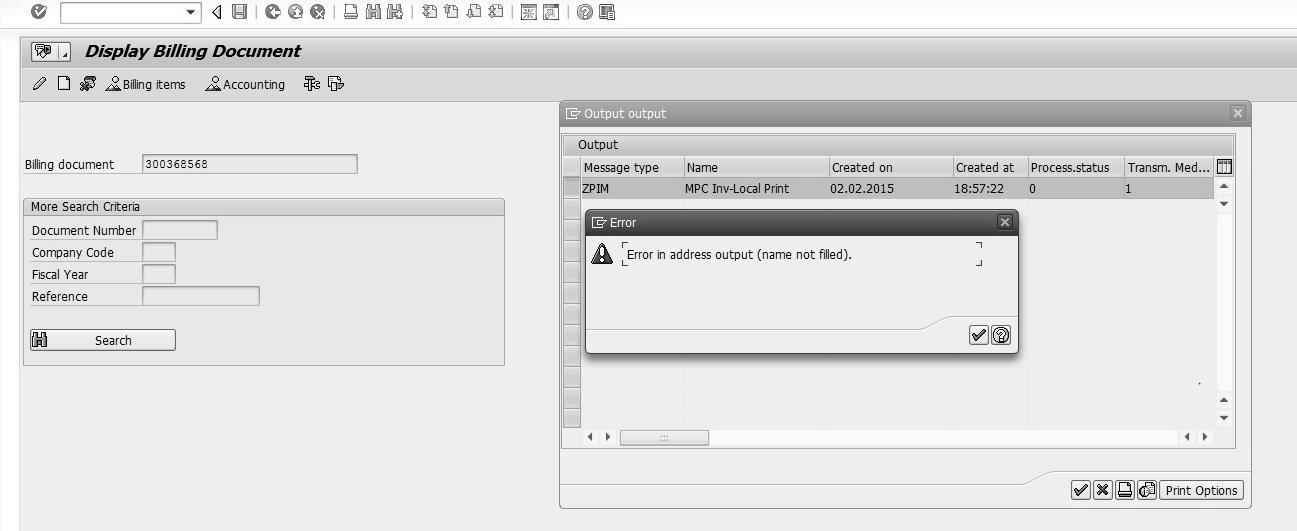 Display Billing Document
Billing items Accounting
Output output
Output
Message type Name Created on Created at Process.status Transm. Med...
ZPIM MPC Inv-Local Print 02.02.2015 18:57:22 0 1
Billing document 300368568
More Search Criteria
Document Number
Company Code
Fiscal Year
Reference
Search
Error
Error in address output (name not filled).
Print Options